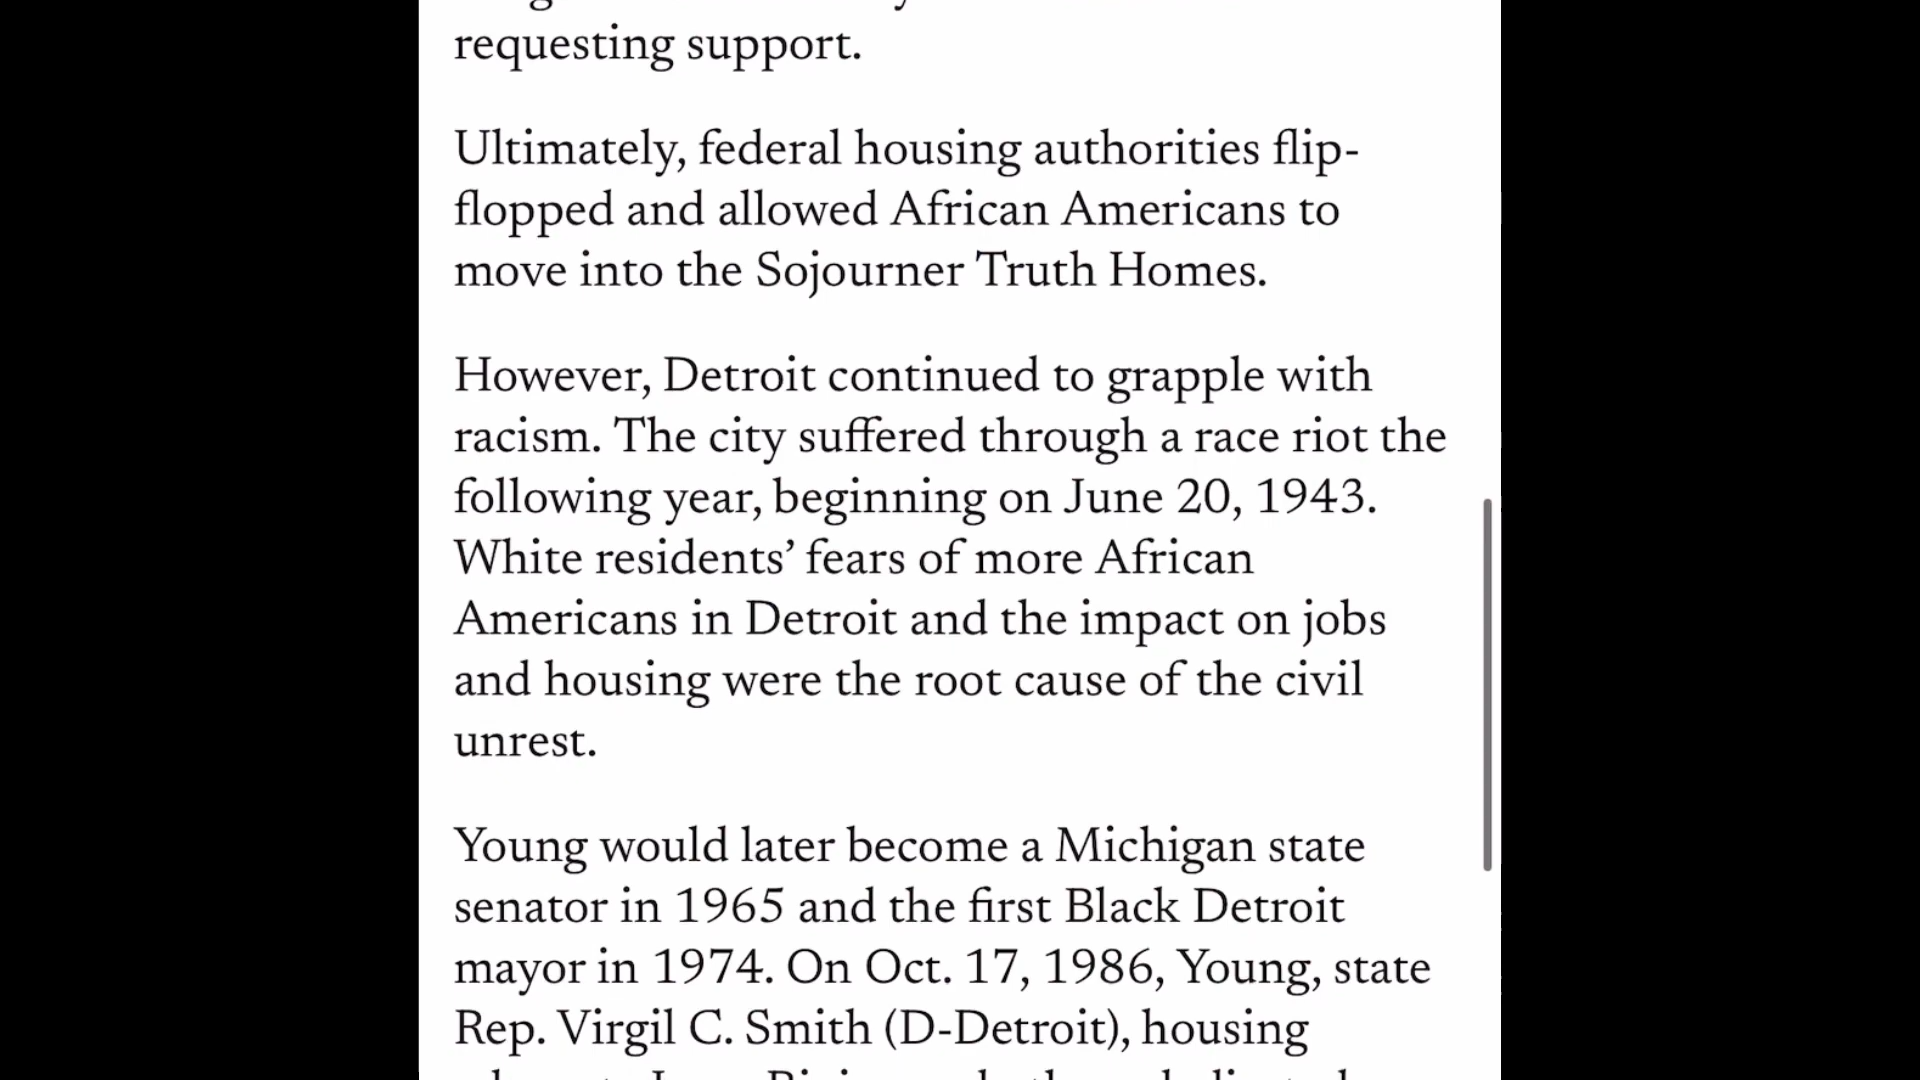 requesting support.
Ultimately, federal housing authorities flip-
flopped and allowed African Americans to
move into the Sojourner Truth Homes.
However, Detroit continued to grapple with
racism. The city suffered through a race riot the
following year, beginning on June 20, 1943.
White residents’ fears of more African
Americans in Detroit and the impact on jobs
and housing were the root cause of the civil
unrest.
Young would later become a Michigan state
senator in 1965 and the first Black Detroit
mayor in 1974. On Oct. 17, 1986, Young, state
Rep. Virgil C. Smith (D-Detroit), housing